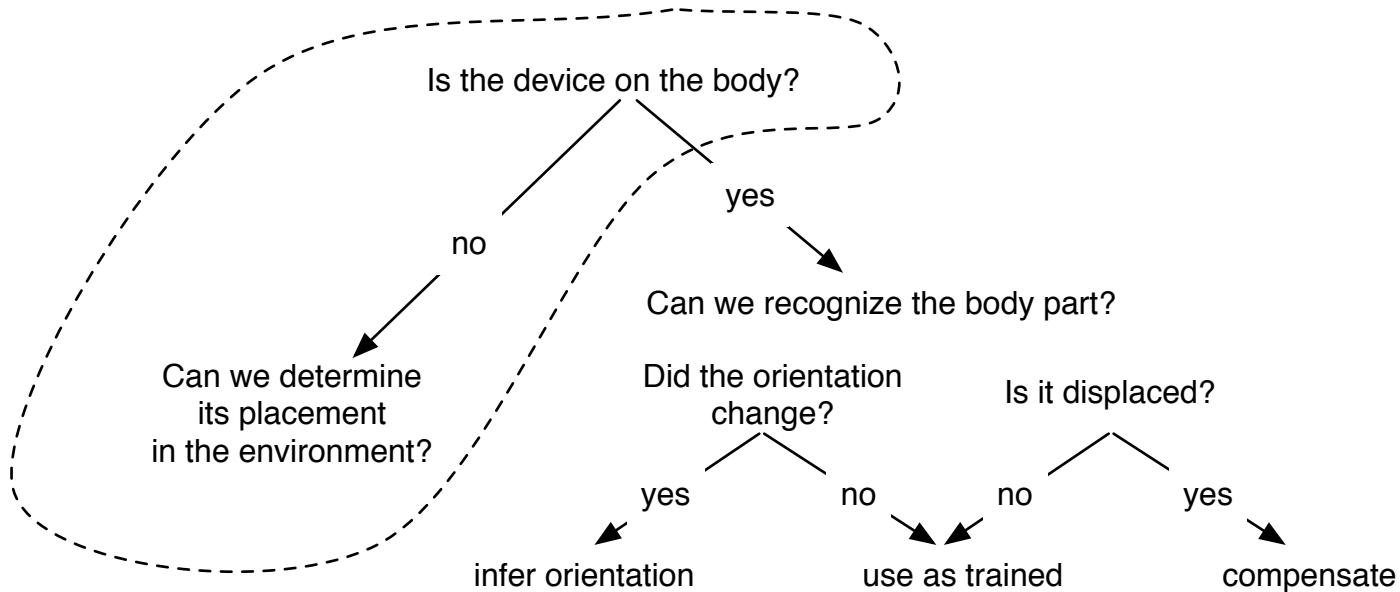 Is the device on the body?
yes
no
Can we recognize the body part?
Can we determine
its placement
in the environment?
Did the orientation
change?
Is it displaced?
yes
no
no
yes
infer orientation
use as trained
compensate